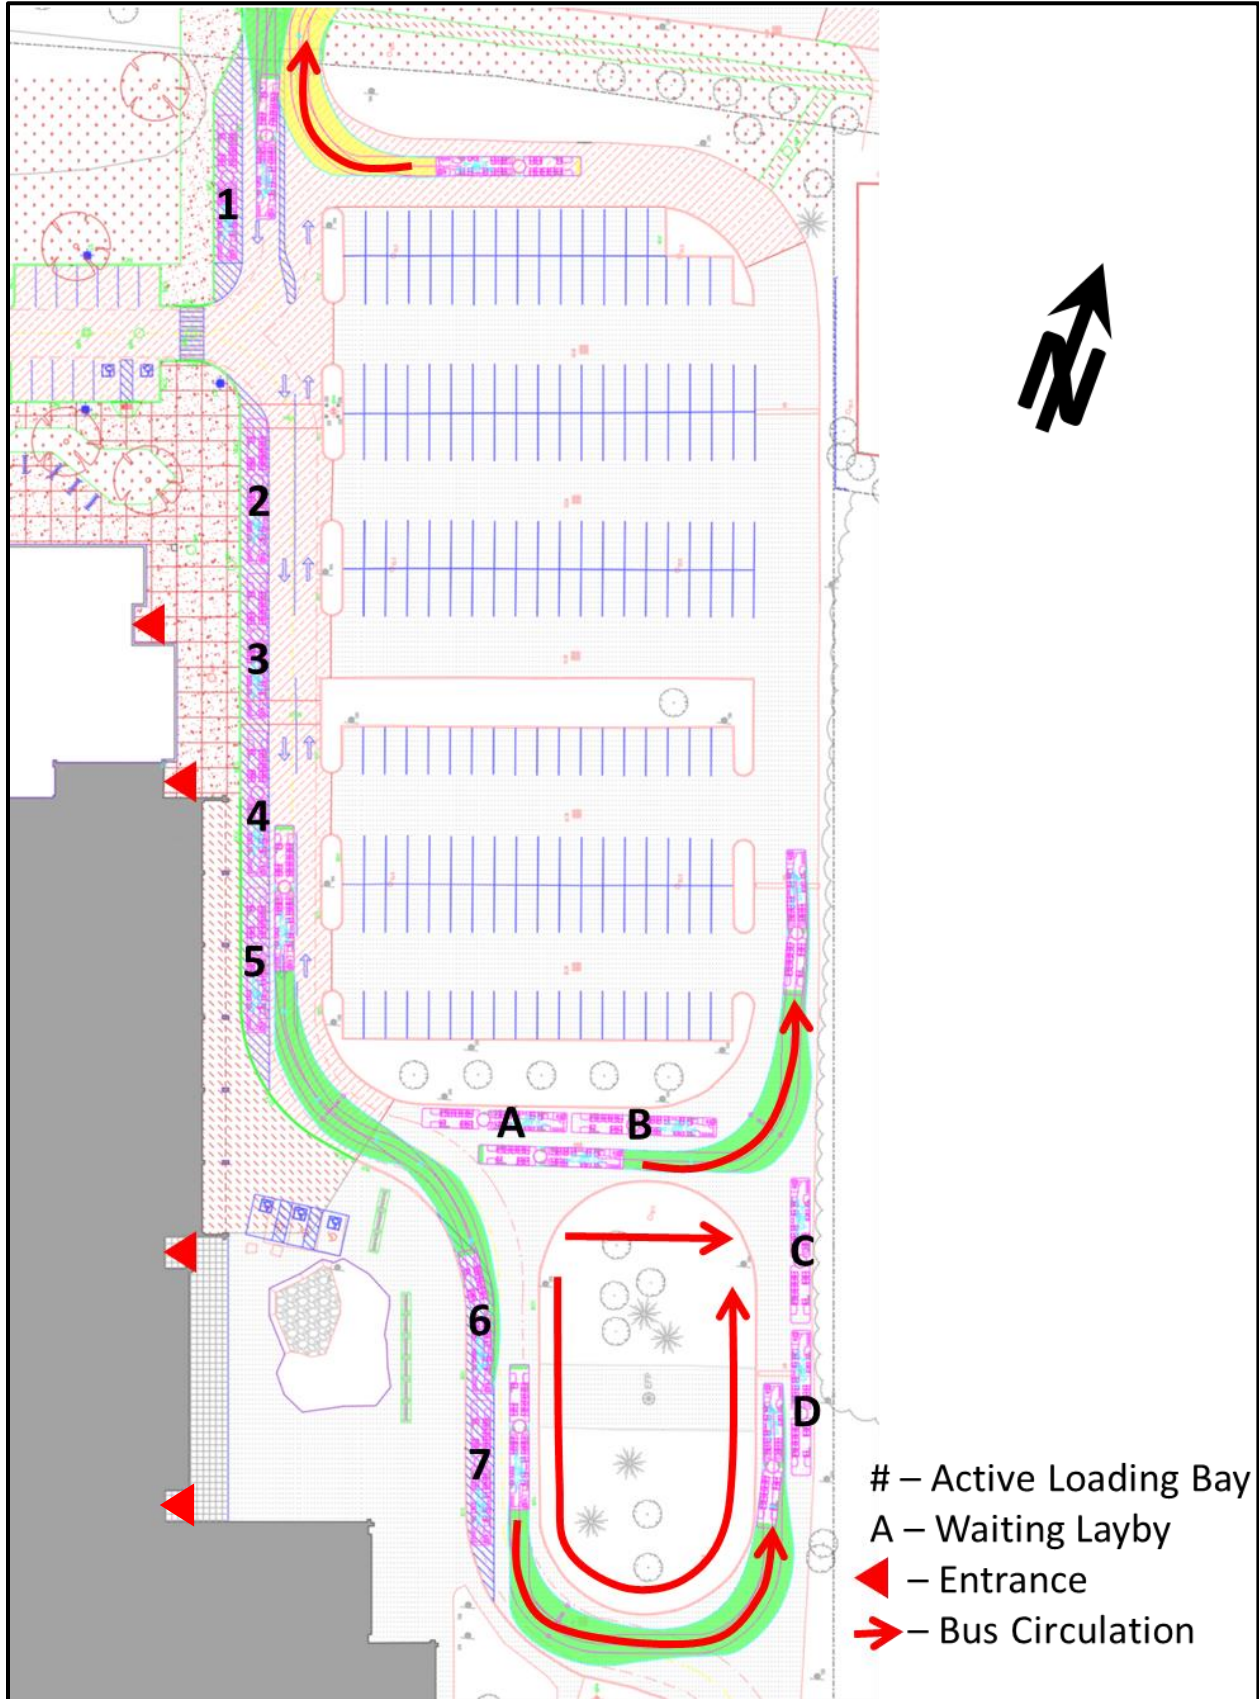 1
N
2
3
4
5
A
B
C
6
D
7
# – Active Loading Bay
A – Waiting Layby
– Entrance
– Bus Circulation